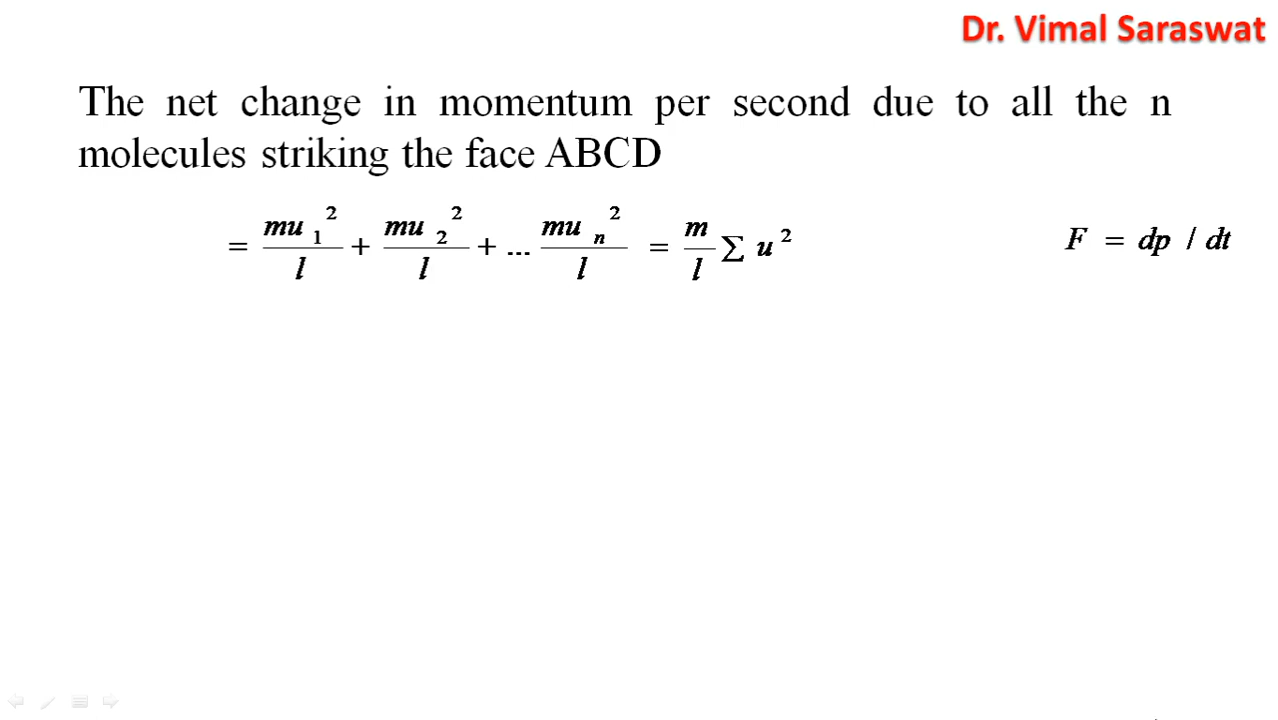 Dr. Vimal Saraswat
The net change in momentum per second due to all the n
molecules striking the face ABCD
= mu₁²/l + mu₂²/l + ... muₙ²/l = m/l ∑ u² F = dp / dt